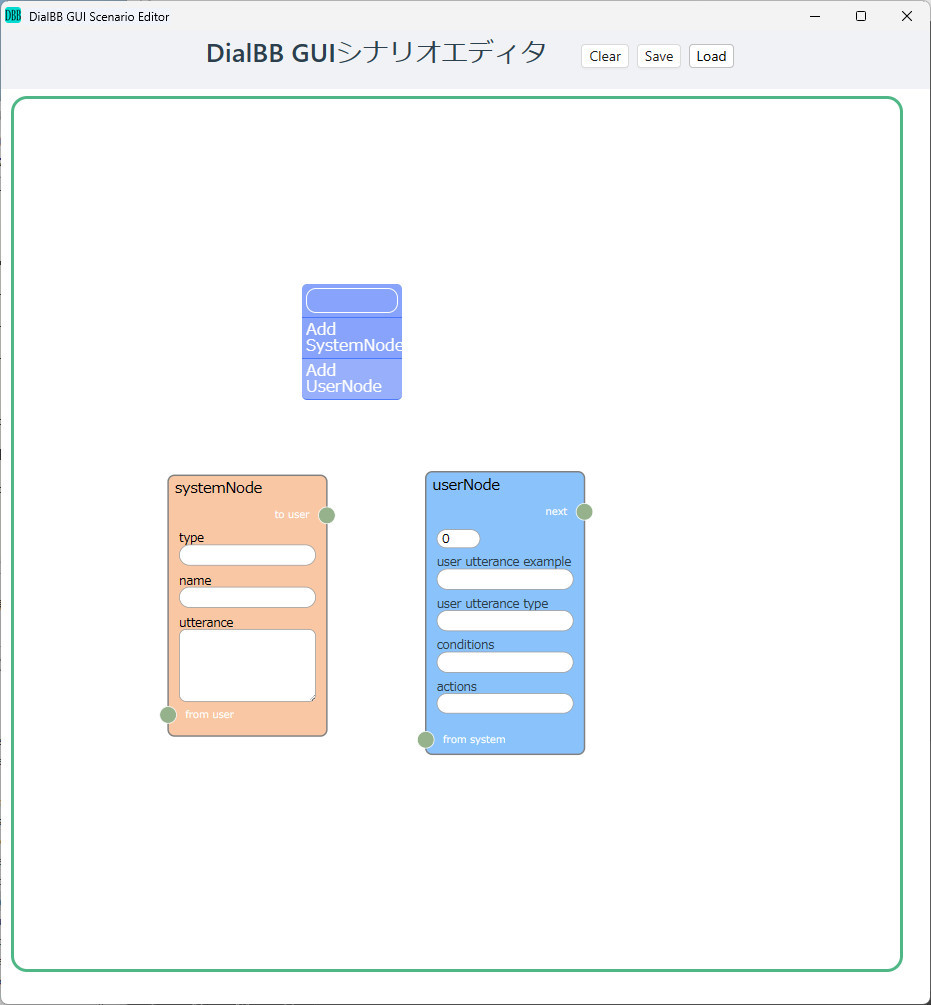 DBB DialBB GUI Scenario Editor
DialBB GUIシナリオエディタ Clear Save Load
Add
SystemNode
Add
UserNode
systemNode
to user
type
name
utterance
from user
userNode
next
0
user utterance example
user utterance type
conditions
actions
from system